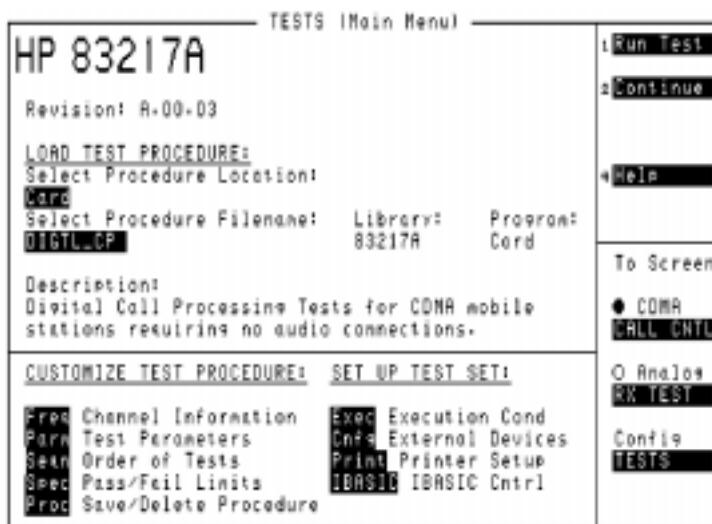 TESTS (Main Menu)
HP 83217A
Revision: A.00.03
LOAD TEST PROCEDURE:
Select Procedure Location:
Card
Select Procedure Filename: Library: Program:
DIGTL_CP 83217A Card
Description:
Digital Call Processing Tests for CDMA mobile
stations requiring no audio connections.
CUSTOMIZE TEST PROCEDURE: SET UP TEST SET:
Freq Channel Information Exec Execution Cond
Parm Test Parameters Cnfg External Devices
Seqn Order of Tests Print Printer Setup
Spec Pass/Fail Limits IBASIC IBASIC Cntrl
Proc Save/Delete Procedure
1 Run Test
2 Continue
4 Help
To Screen
CDMA
CALL CNTL
Analog
RX TEST
Config
TESTS